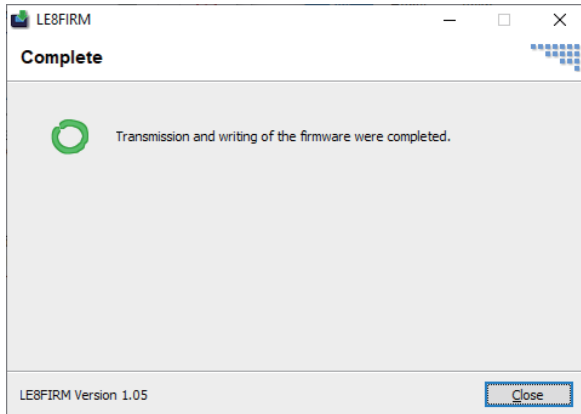 LE8FIRM
Complete
Transmission and writing of the firmware were completed.
LE8FIRM Version 1.05
Close